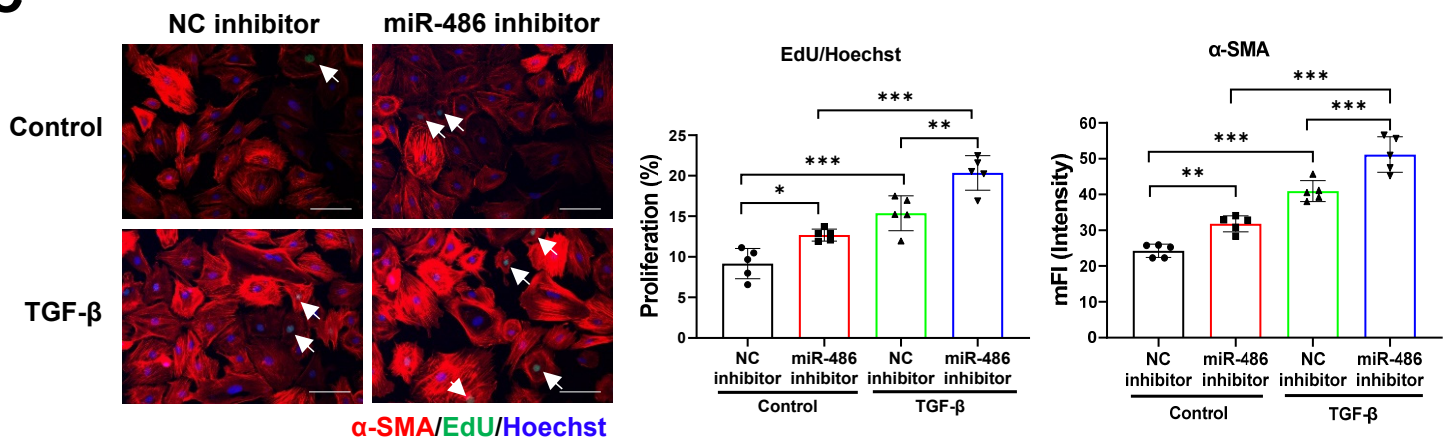 NC inhibitor miR-486 inhibitor
Control
TGF-β
α-SMA/EdU/Hoechst
EdU/Hoechst
***
**
***
*
Proliferation (%)
25
20
15
10
5
0
NC inhibitor miR-486 inhibitor NC inhibitor miR-486 inhibitor
Control TGF-β
α-SMA
***
***
***
**
mFI (Intensity)
60
50
40
30
20
10
0
NC inhibitor miR-486 inhibitor NC inhibitor miR-486 inhibitor
Control TGF-β